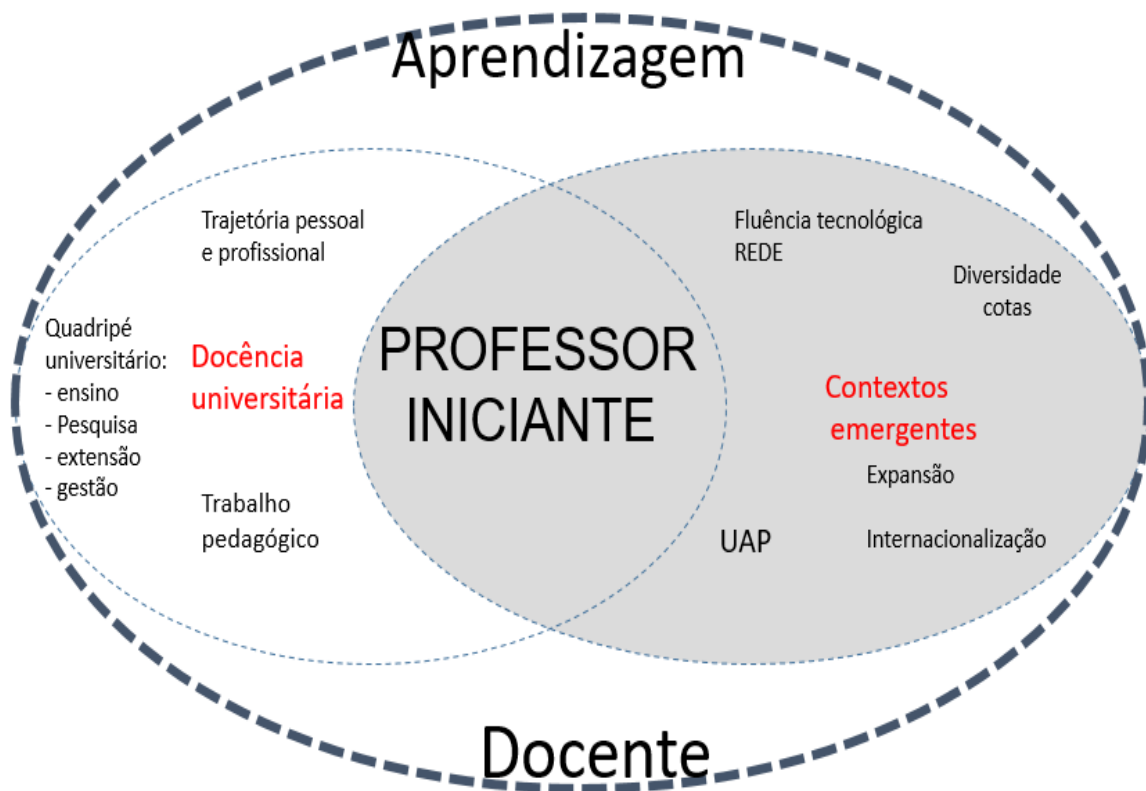 Aprendizagem
Trajetória pessoal
e profissional
Quadripé
universitário:
- ensino
- Pesquisa
- extensão
- gestão
Docência
universitária
Trabalho
pedagógico
PROFESSOR
INICIANTE
Fluência tecnológica
REDE
Diversidade
cotas
Contextos
emergentes
Expansão
UAP
Internacionalização
Docente